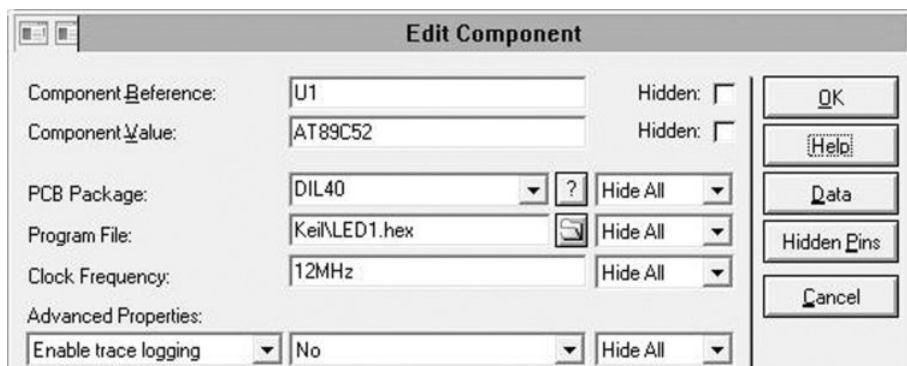 Edit Component
Component Reference: U1 Hidden: OK
Component Value: AT89C52 Hidden: Help
PCB Package: DIL40 ? Hide All Data
Program File: Keil\LED1.hex Hide All Hidden Pins
Clock Frequency: 12MHz Hide All Cancel
Advanced Properties:
Enable trace logging No Hide All